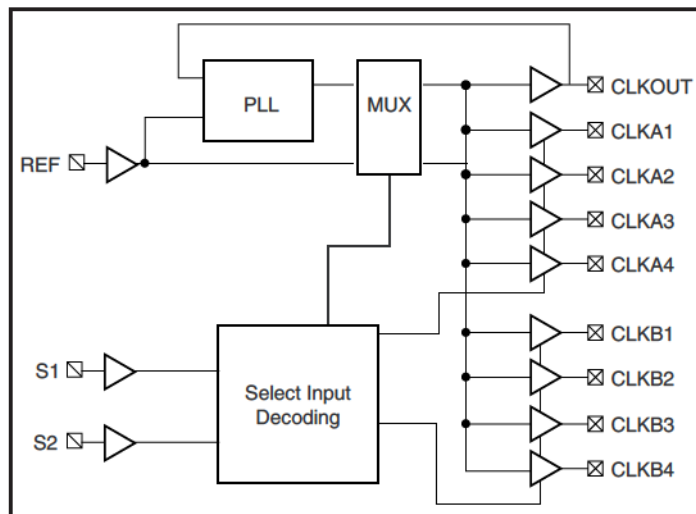 PLL
MUX
REF
S1
S2
Select Input
Decoding
CLKOUT
CLKA1
CLKA2
CLKA3
CLKA4
CLKB1
CLKB2
CLKB3
CLKB4